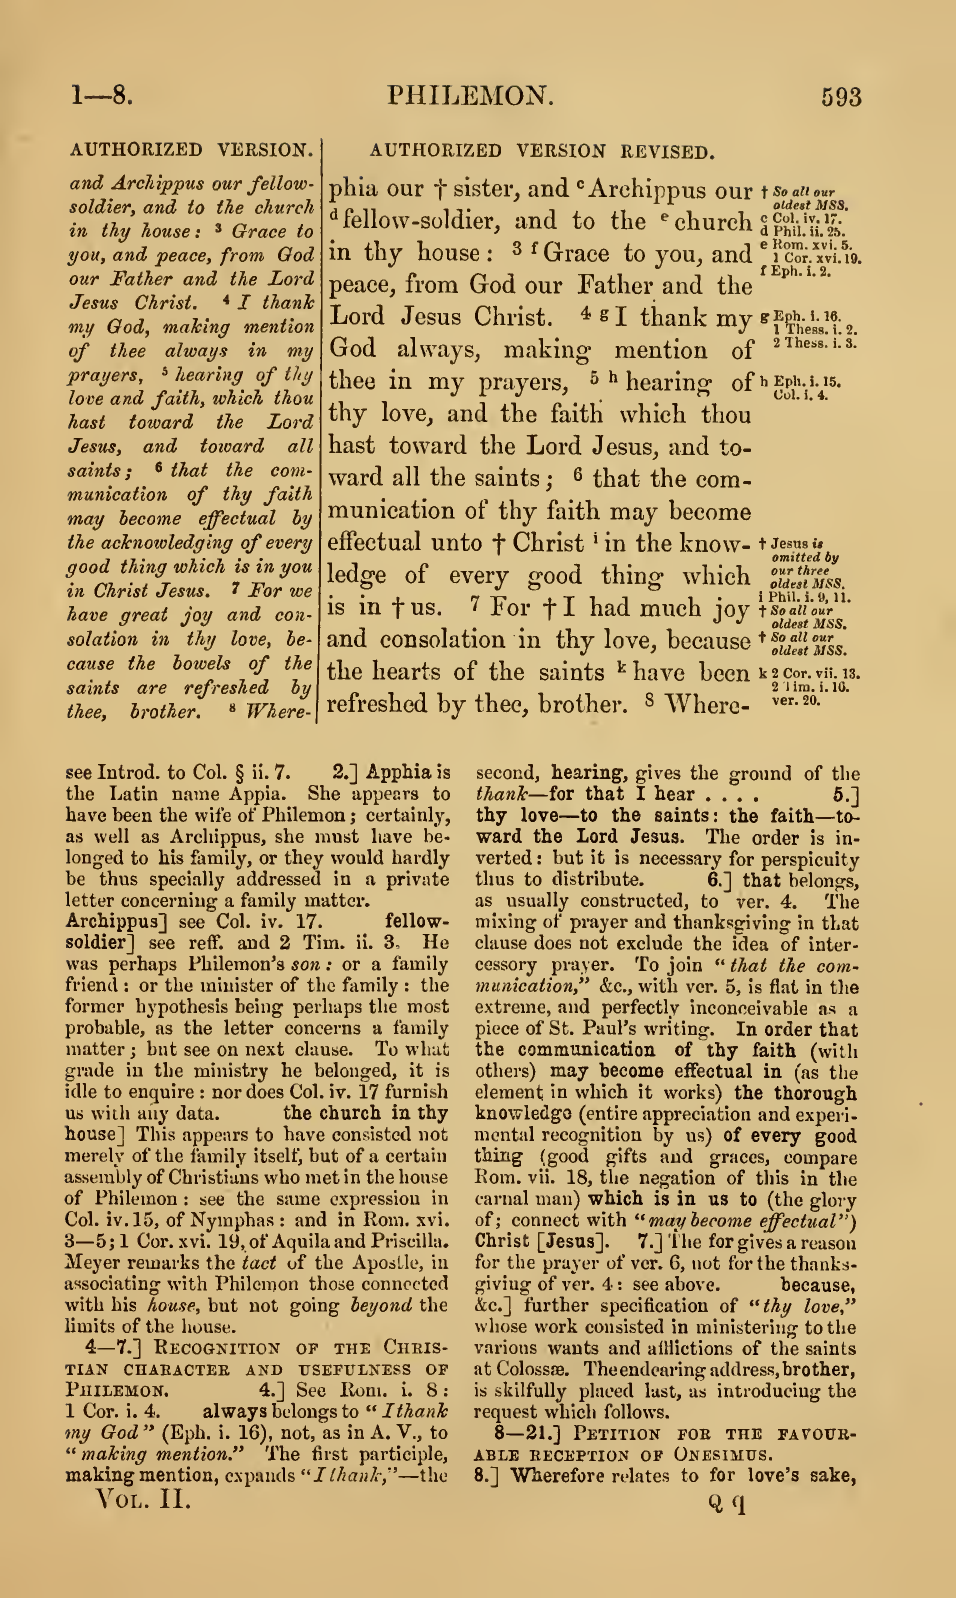 1—8.
PHILEMON.
593
AUTHORIZED VERSION.
and Archippus our fellow-
soldier, and to the church
in thy house: 3 Grace to
you, and peace, from God
our Father and the Lord
Jesus Christ. 4 I thank
my God, making mention
of thee always in my
prayers, 5 hearing of thy
love and faith, which thou
hast toward the Lord
Jesus, and toward all
saints; 6 that the com-
munication of thy faith
may become effectual by
the acknowledging of every
good thing which is in you
in Christ Jesus. 7 For we
have great joy and con-
solation in thy love, be-
cause the bowels of the
saints are refreshed by
thee, brother. 8 Where-
AUTHORIZED VERSION REVISED.
phia our † sister, and c Archippus our
d fellow-soldier, and to the e church
in thy house: 3 f Grace to you, and
peace, from God our Father and the
Lord Jesus Christ. 4 g I thank my
God always, making mention of
thee in my prayers, 5 h hearing of
thy love, and the faith which thou
hast toward the Lord Jesus, and to-
ward all the saints; 6 that the com-
munication of thy faith may become
effectual unto † Christ i in the know-
ledge of every good thing which
is in † us. 7 For † I had much joy
and consolation in thy love, because
the hearts of the saints k have been
refreshed by thee, brother. 8 Where-
† So all our
oldest MSS.
c Col. iv. 17.
d Phil. ii. 25.
e Rom. xvi. 5.
1 Cor. xvi. 19.
f Eph. i. 2.
g Eph. i. 16.
1 Thess. i. 2.
2 Thess. i. 3.
h Eph. i. 15.
Col. i. 4.
† Jesus is
omitted by
our three
oldest MSS.
i Phil. i. 9, 11.
† So all our
oldest MSS.
† So all our
oldest MSS.
k 2 Cor. vii. 13.
2 Tim. i. 16.
ver. 20.
see Introd. to Col. § ii. 7. 2.] Apphia is
the Latin name Appia. She appears to
have been the wife of Philemon; certainly,
as well as Archippus, she must have be-
longed to his family, or they would hardly
be thus specially addressed in a private
letter concerning a family matter.
Archippus] see Col. iv. 17. fellow-
soldier] see reff. and 2 Tim. ii. 3. He
was perhaps Philemon's son: or a family
friend: or the minister of the family: the
former hypothesis being perhaps the most
probable, as the letter concerns a family
matter; but see on next clause. To what
grade in the ministry he belonged, it is
idle to enquire: nor does Col. iv. 17 furnish
us with any data. the church in thy
house] This appears to have consisted not
merely of the family itself, but of a certain
assembly of Christians who met in the house
of Philemon: see the same expression in
Col. iv. 15, of Nymphas: and in Rom. xvi.
3—5; 1 Cor. xvi. 19, of Aquila and Priscilla.
Meyer remarks the tact of the Apostle, in
associating with Philemon those connected
with his house, but not going beyond the
limits of the house.
4—7.] RECOGNITION OF THE CHRIS-
TIAN CHARACTER AND USEFULNESS OF
PHILEMON. 4.] See Rom. i. 8:
1 Cor. i. 4. always belongs to "I thank
my God" (Eph. i. 16), not, as in A. V., to
"making mention." The first participle,
making mention, expands "I thank,"—the
second, hearing, gives the ground of the
thank—for that I hear . . . . 5.]
thy love—to the saints: the faith—to-
ward the Lord Jesus. The order is in-
verted: but it is necessary for perspicuity
thus to distribute. 6.] that belongs,
as usually constructed, to ver. 4. The
mixing of prayer and thanksgiving in that
clause does not exclude the idea of inter-
cessory prayer. To join "that the com-
munication," &c., with ver. 5, is flat in the
extreme, and perfectly inconceivable as a
piece of St. Paul's writing. In order that
the communication of thy faith (with
others) may become effectual in (as the
element in which it works) the thorough
knowledge (entire appreciation and experi-
mental recognition by us) of every good
thing (good gifts and graces, compare
Rom. vii. 18, the negation of this in the
carnal man) which is in us to (the glory
of; connect with "may become effectual")
Christ [Jesus]. 7.] The for gives a reason
for the prayer of ver. 6, not for the thanks-
giving of ver. 4: see above. because,
&c.] further specification of "thy love,"
whose work consisted in ministering to the
various wants and afflictions of the saints
at Colossæ. The endearing address, brother,
is skilfully placed last, as introducing the
request which follows.
8—21.] PETITION FOR THE FAVOUR-
ABLE RECEPTION OF ONESIMUS.
8.] Wherefore relates to for love's sake,
VOL. II.
Q q